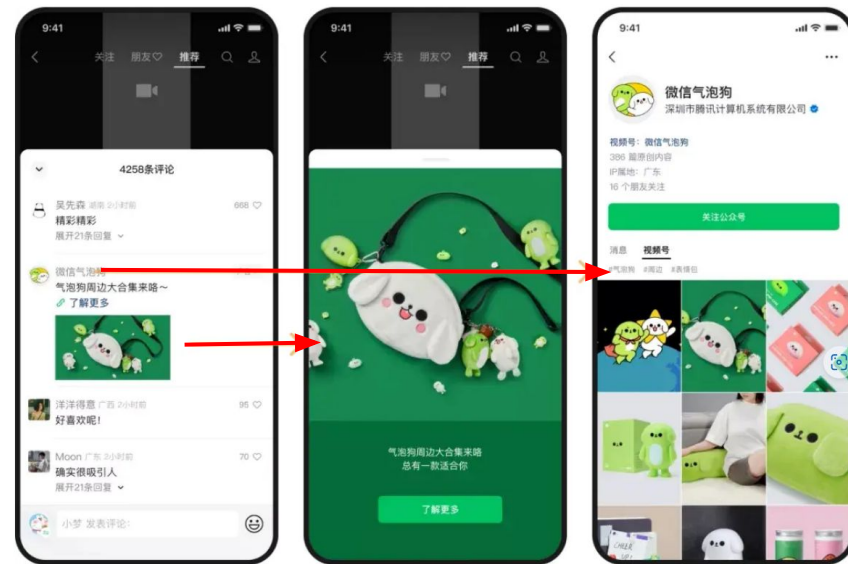 9:41
关注 朋友♡ 推荐
4258条评论
吴先森 湖南 2小时前 668
精彩精彩
展开21条回复
微信气泡狗
气泡狗周边大合集来咯～
了解更多
洋洋得意 广西 2小时前 95
好喜欢呢！
Moon 广东 2小时前 70
确实很吸引人
展开21条回复
小梦 发表评论：
9:41
关注 朋友♡ 推荐
气泡狗周边大合集来咯
总有一款适合你
了解更多
9:41
微信气泡狗
深圳市腾讯计算机系统有限公司
视频号：微信气泡狗
386 篇原创内容
IP属地：广东
16 个朋友关注
关注公众号
消息 视频号
#气泡狗 #周边 #表情包